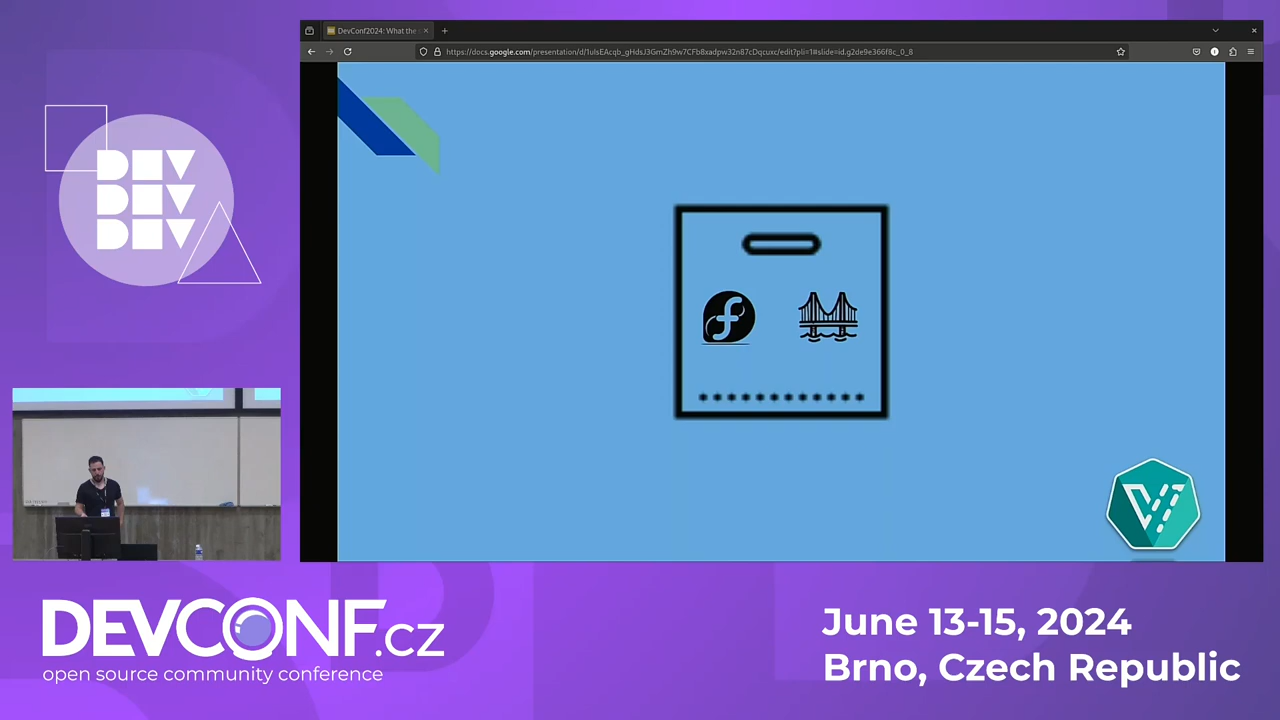 DevConf2024: What the
https://docs.google.com/presentation/d/1ulsEAcqb_gHdsJ3GmZh9w7CFb8xadpw32n87cDqcuxc/edit?pli=1#slide=id.g2de9e366f8c_0_8
DEV
DEV
DEV
DEVCONF.cz
open source community conference
June 13-15, 2024
Brno, Czech Republic